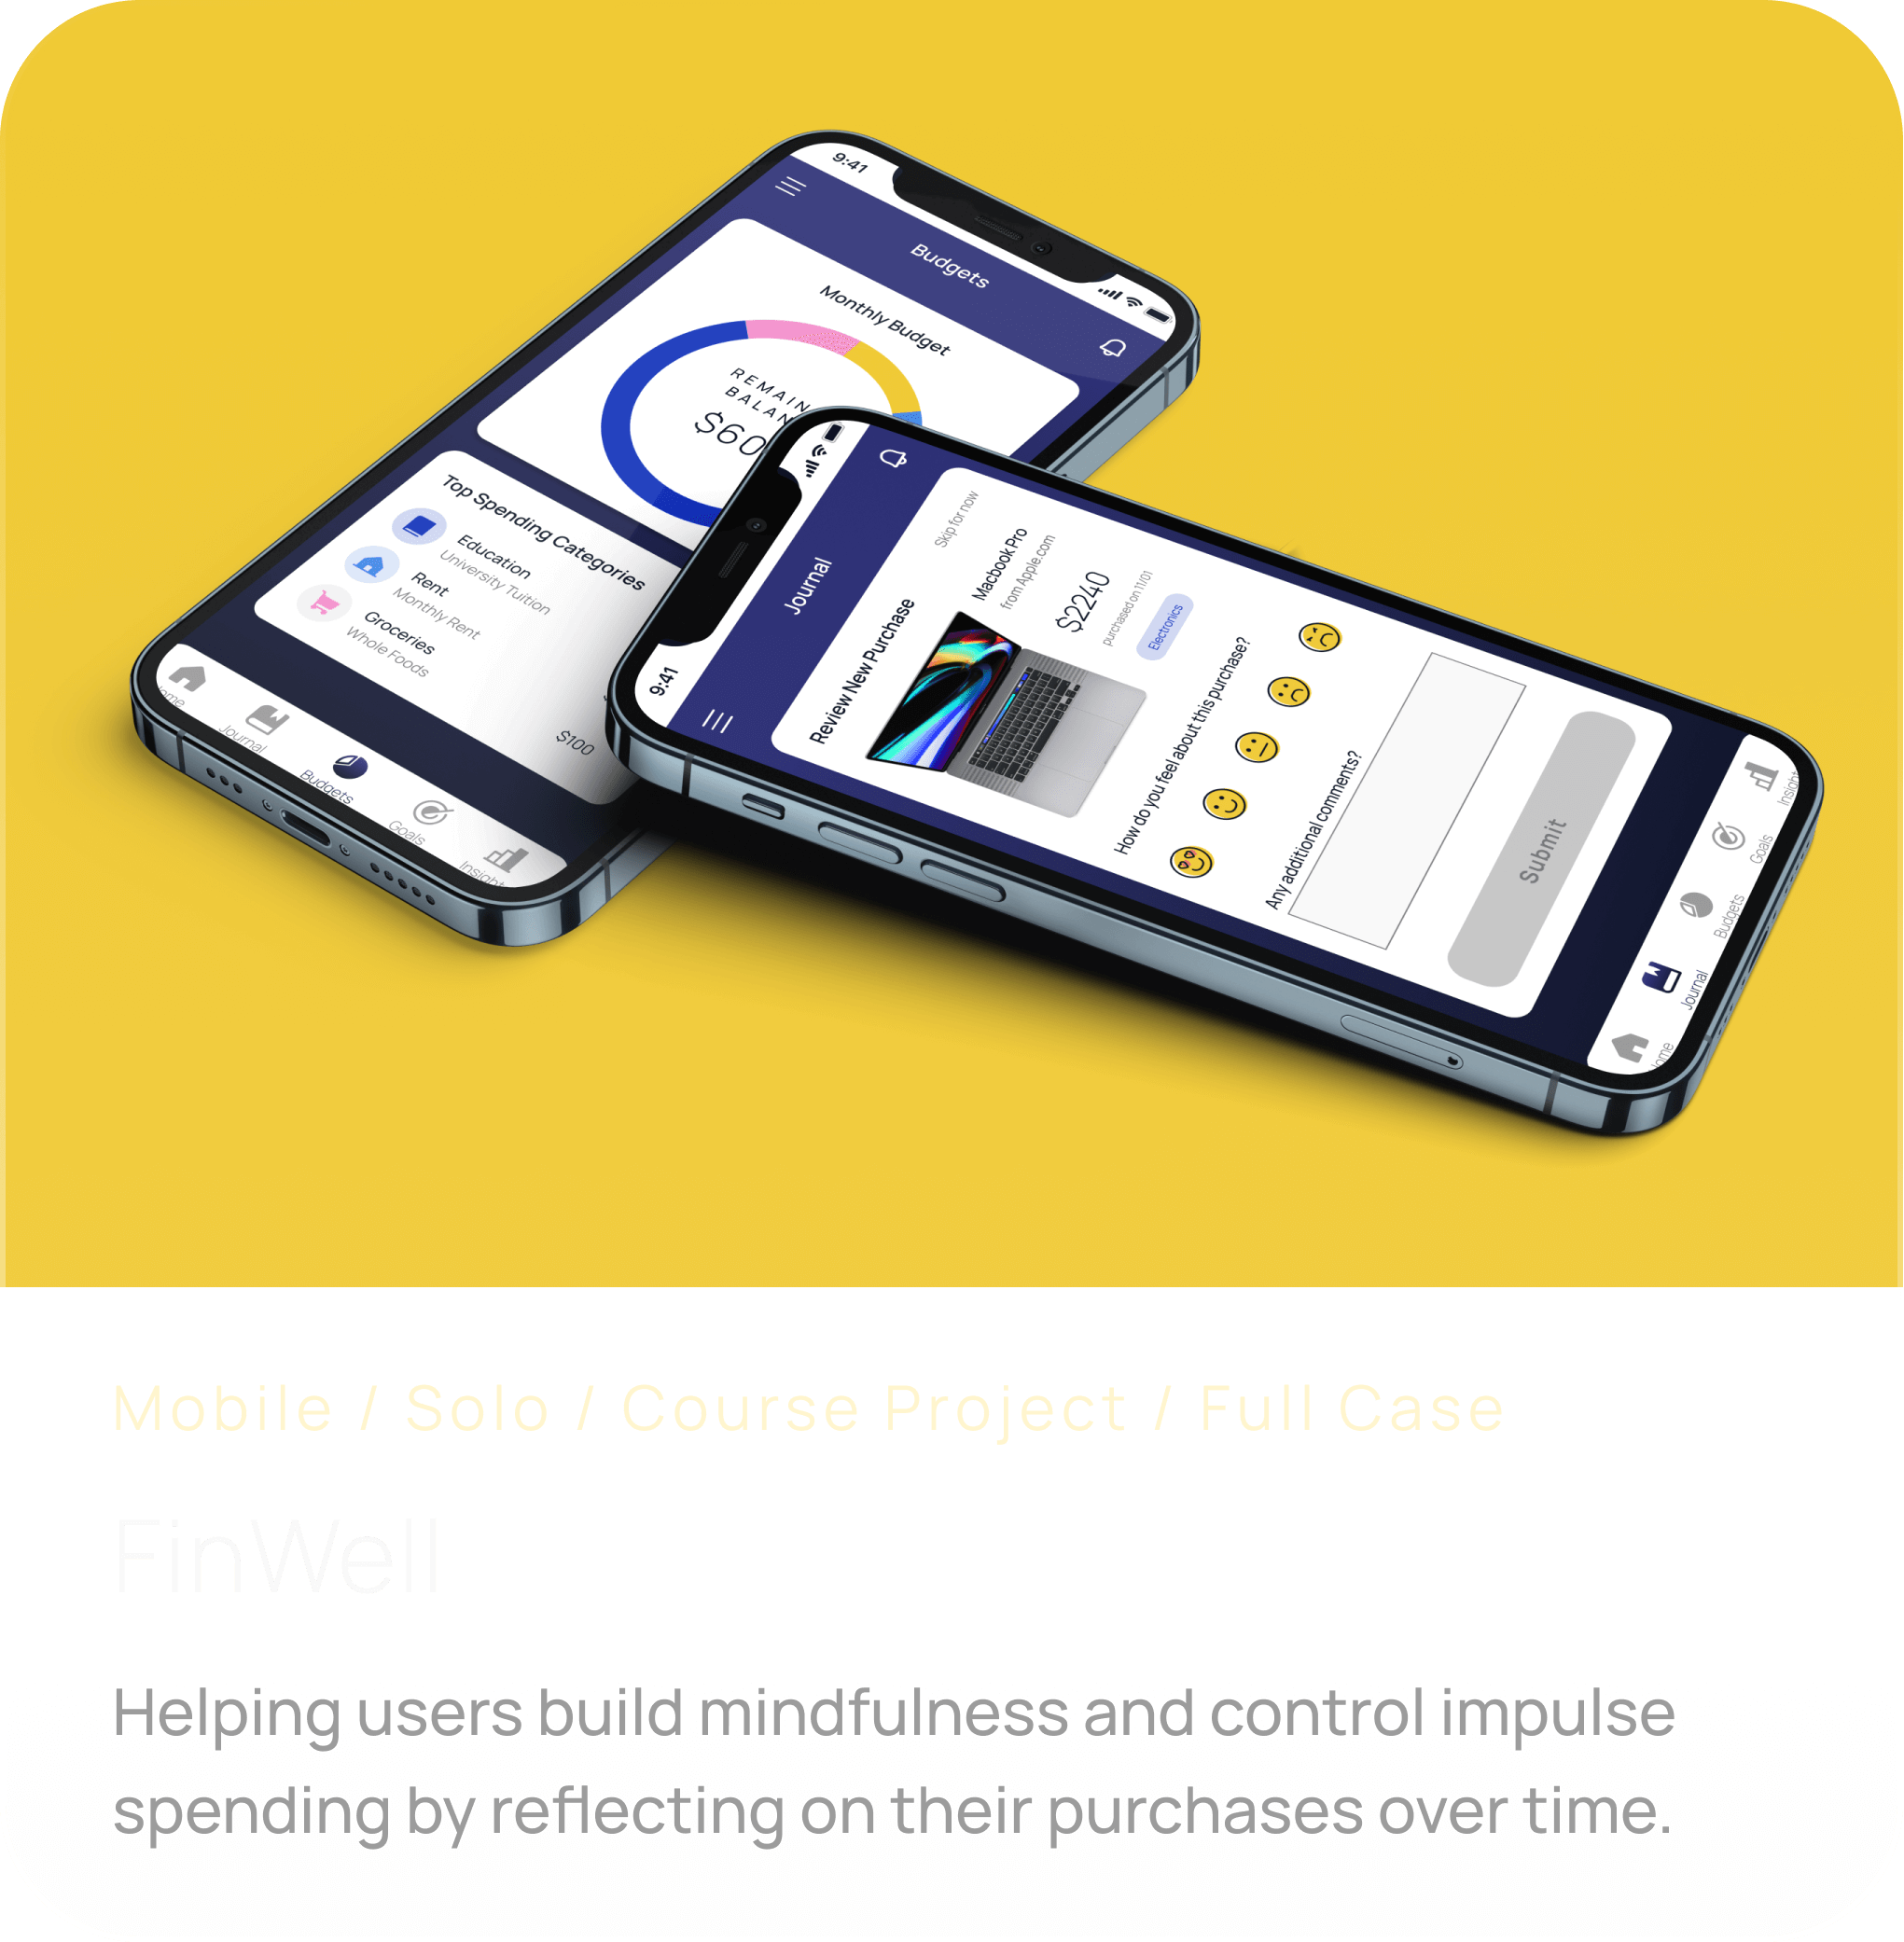 9:41
Budgets
Monthly Budget
REMAIN
BALAN
$60
Top Spending Categories
Education
University Tuition
Rent
Monthly Rent
Groceries
Whole Foods
$100
Journal
Budgets
Goals
9:41
Journal
Skip for now
Review New Purchase
Macbook Pro
from Apple.com
$2240
purchased on 11/01
Electronics
How do you feel about this purchase?
Any additional comments?
Submit
Journal
Budgets
Goals
Insight
Mobile / Solo / Course Project / Full Case
FinWell
Helping users build mindfulness and control impulse
spending by reflecting on their purchases over time.